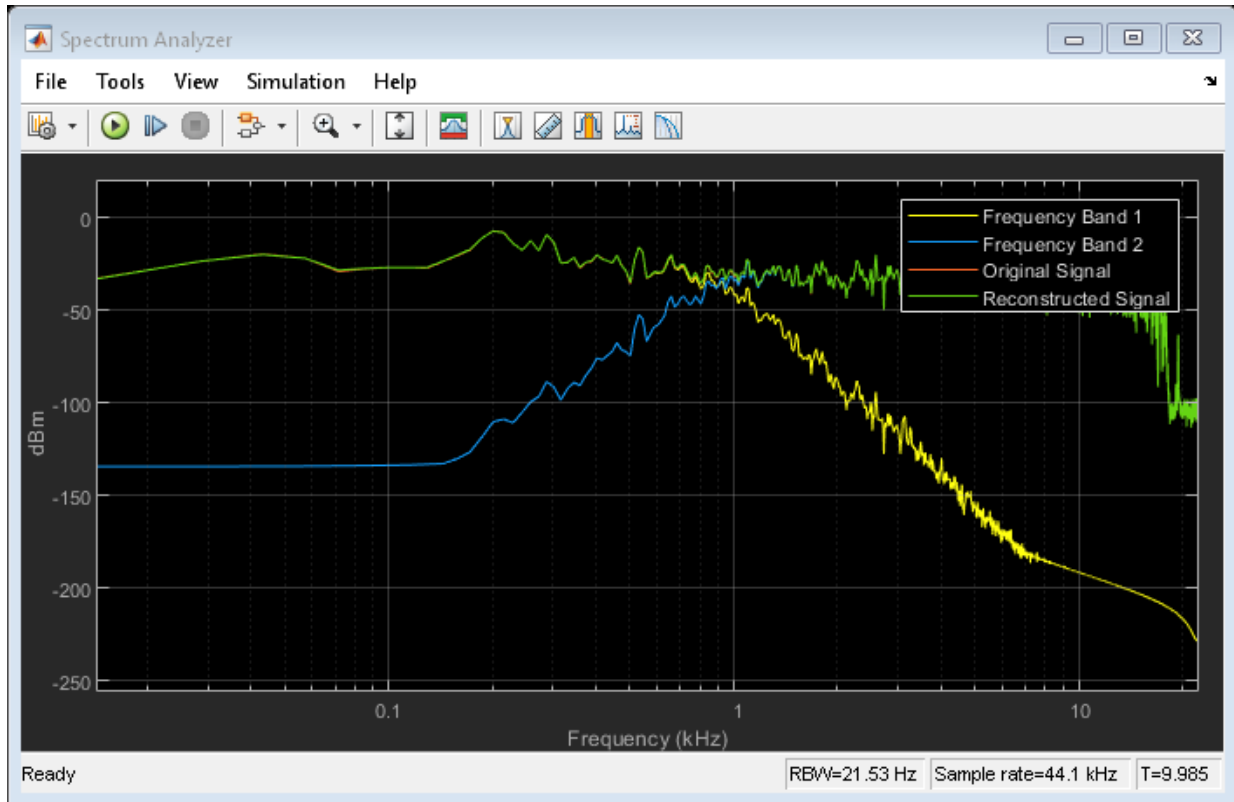 Spectrum Analyzer
File Tools View Simulation Help
0
-50
-100
-150
-200
-250
dBm
Frequency Band 1
Frequency Band 2
Original Signal
Reconstructed Signal
0.1 1 10
Frequency (kHz)
Ready RBW=21.53 Hz Sample rate=44.1 kHz T=9.985